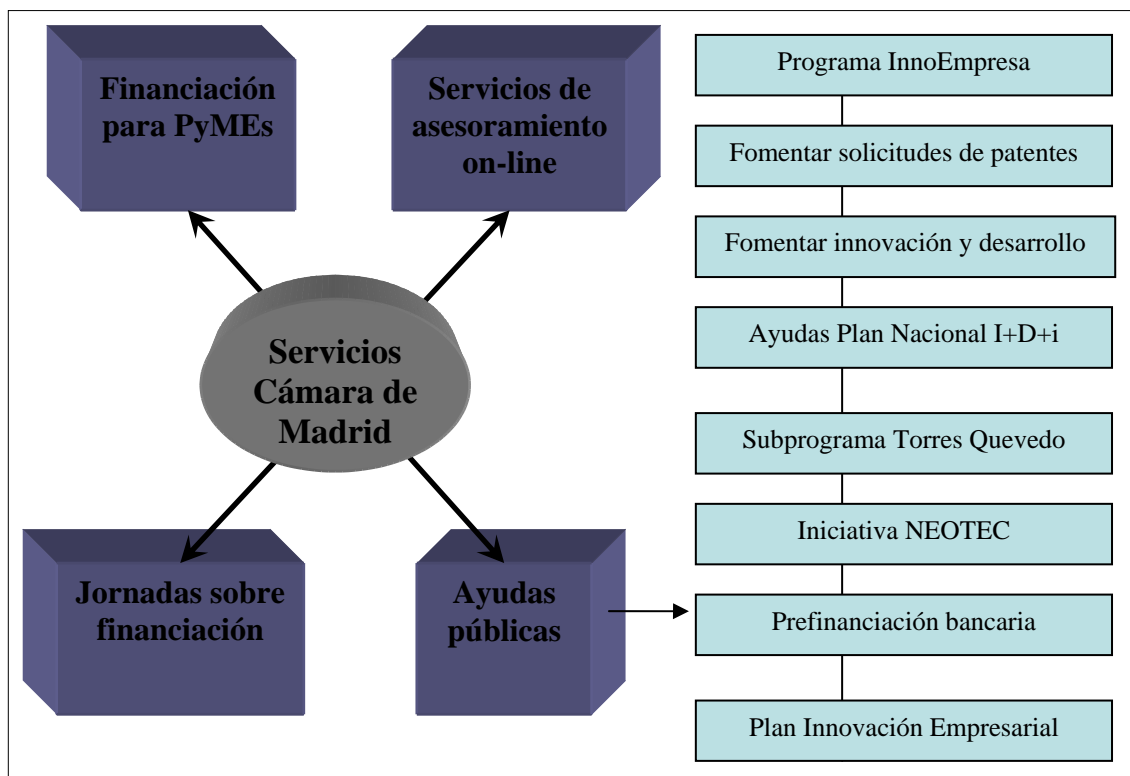 Financiación
para PyMEs
Servicios de
asesoramiento
on-line
Servicios
Cámara de
Madrid
Jornadas sobre
financiación
Ayudas
públicas
Programa InnoEmpresa
Fomentar solicitudes de patentes
Fomentar innovación y desarrollo
Ayudas Plan Nacional I+D+i
Subprograma Torres Quevedo
Iniciativa NEOTEC
Prefinanciación bancaria
Plan Innovación Empresarial